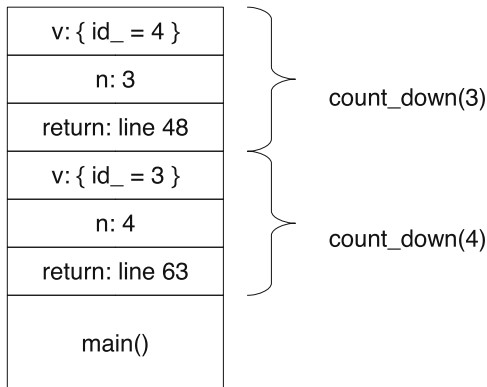 v: { id_ = 4 }
n: 3
return: line 48
count_down(3)
v: { id_ = 3 }
n: 4
return: line 63
count_down(4)
main()